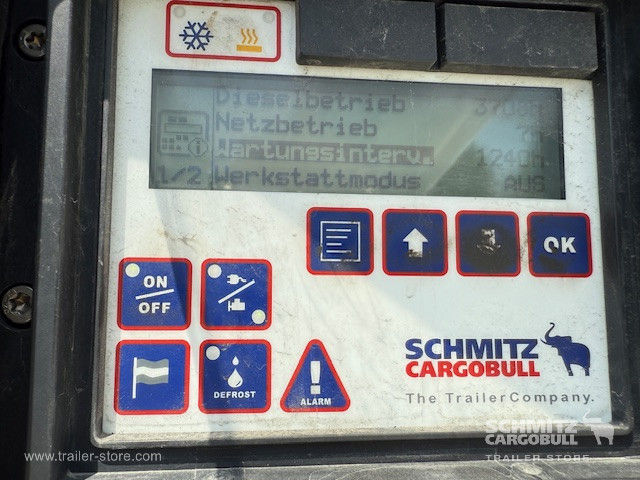 Dieselbetrieb
Netzbetrieb
Wartungsinterv. 1240h
1/2 Werkstattmodus AUS
OK
ON
OFF
DEFROST
ALARM
SCHMITZ
CARGOBULL
The TrailerCompany.
SCHMITZ
CARGOBULL
TRAILER STORE
www.trailer-store.com